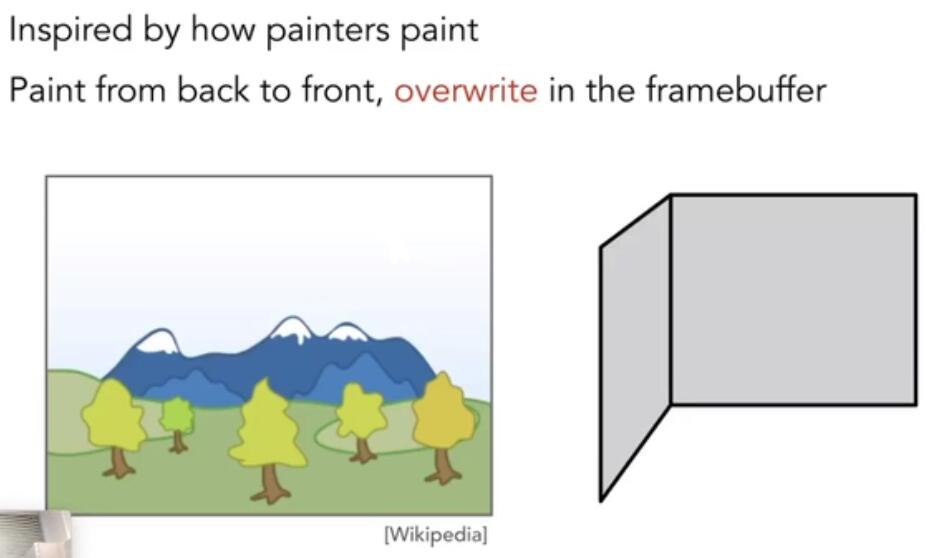 Inspired by how painters paint
Paint from back to front, overwrite in the framebuffer
[Wikipedia]